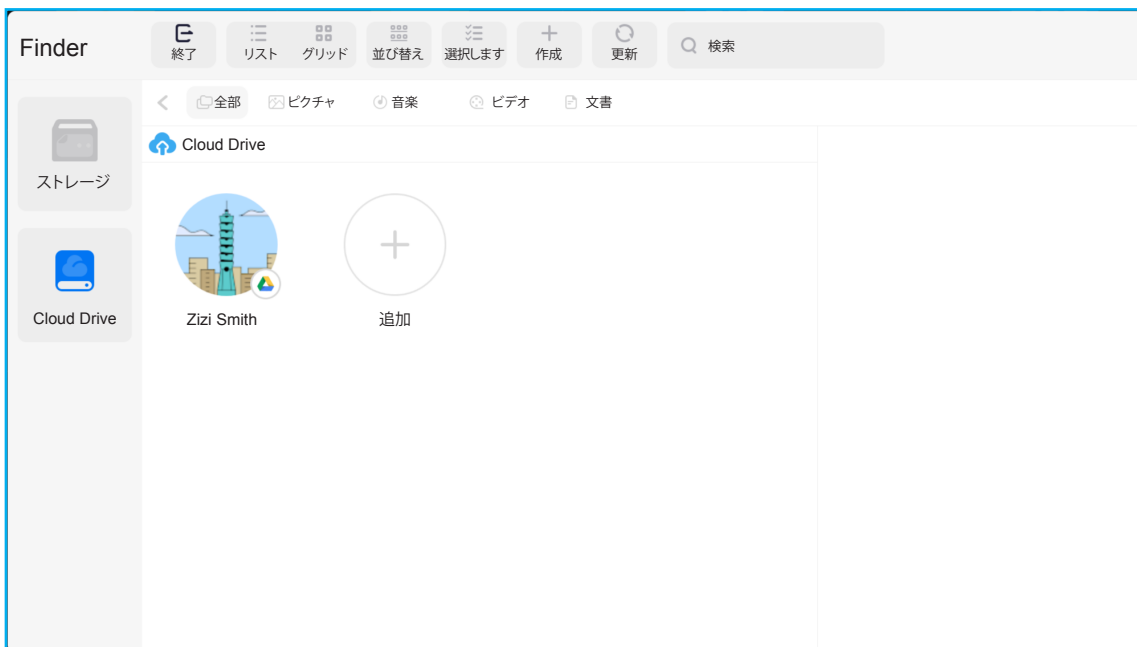 Finder
終了
リスト
グリッド
並び替え
選択します
作成
更新
検索
全部
ピクチャ
音楽
ビデオ
文書
Cloud Drive
ストレージ
Cloud Drive
Zizi Smith
追加